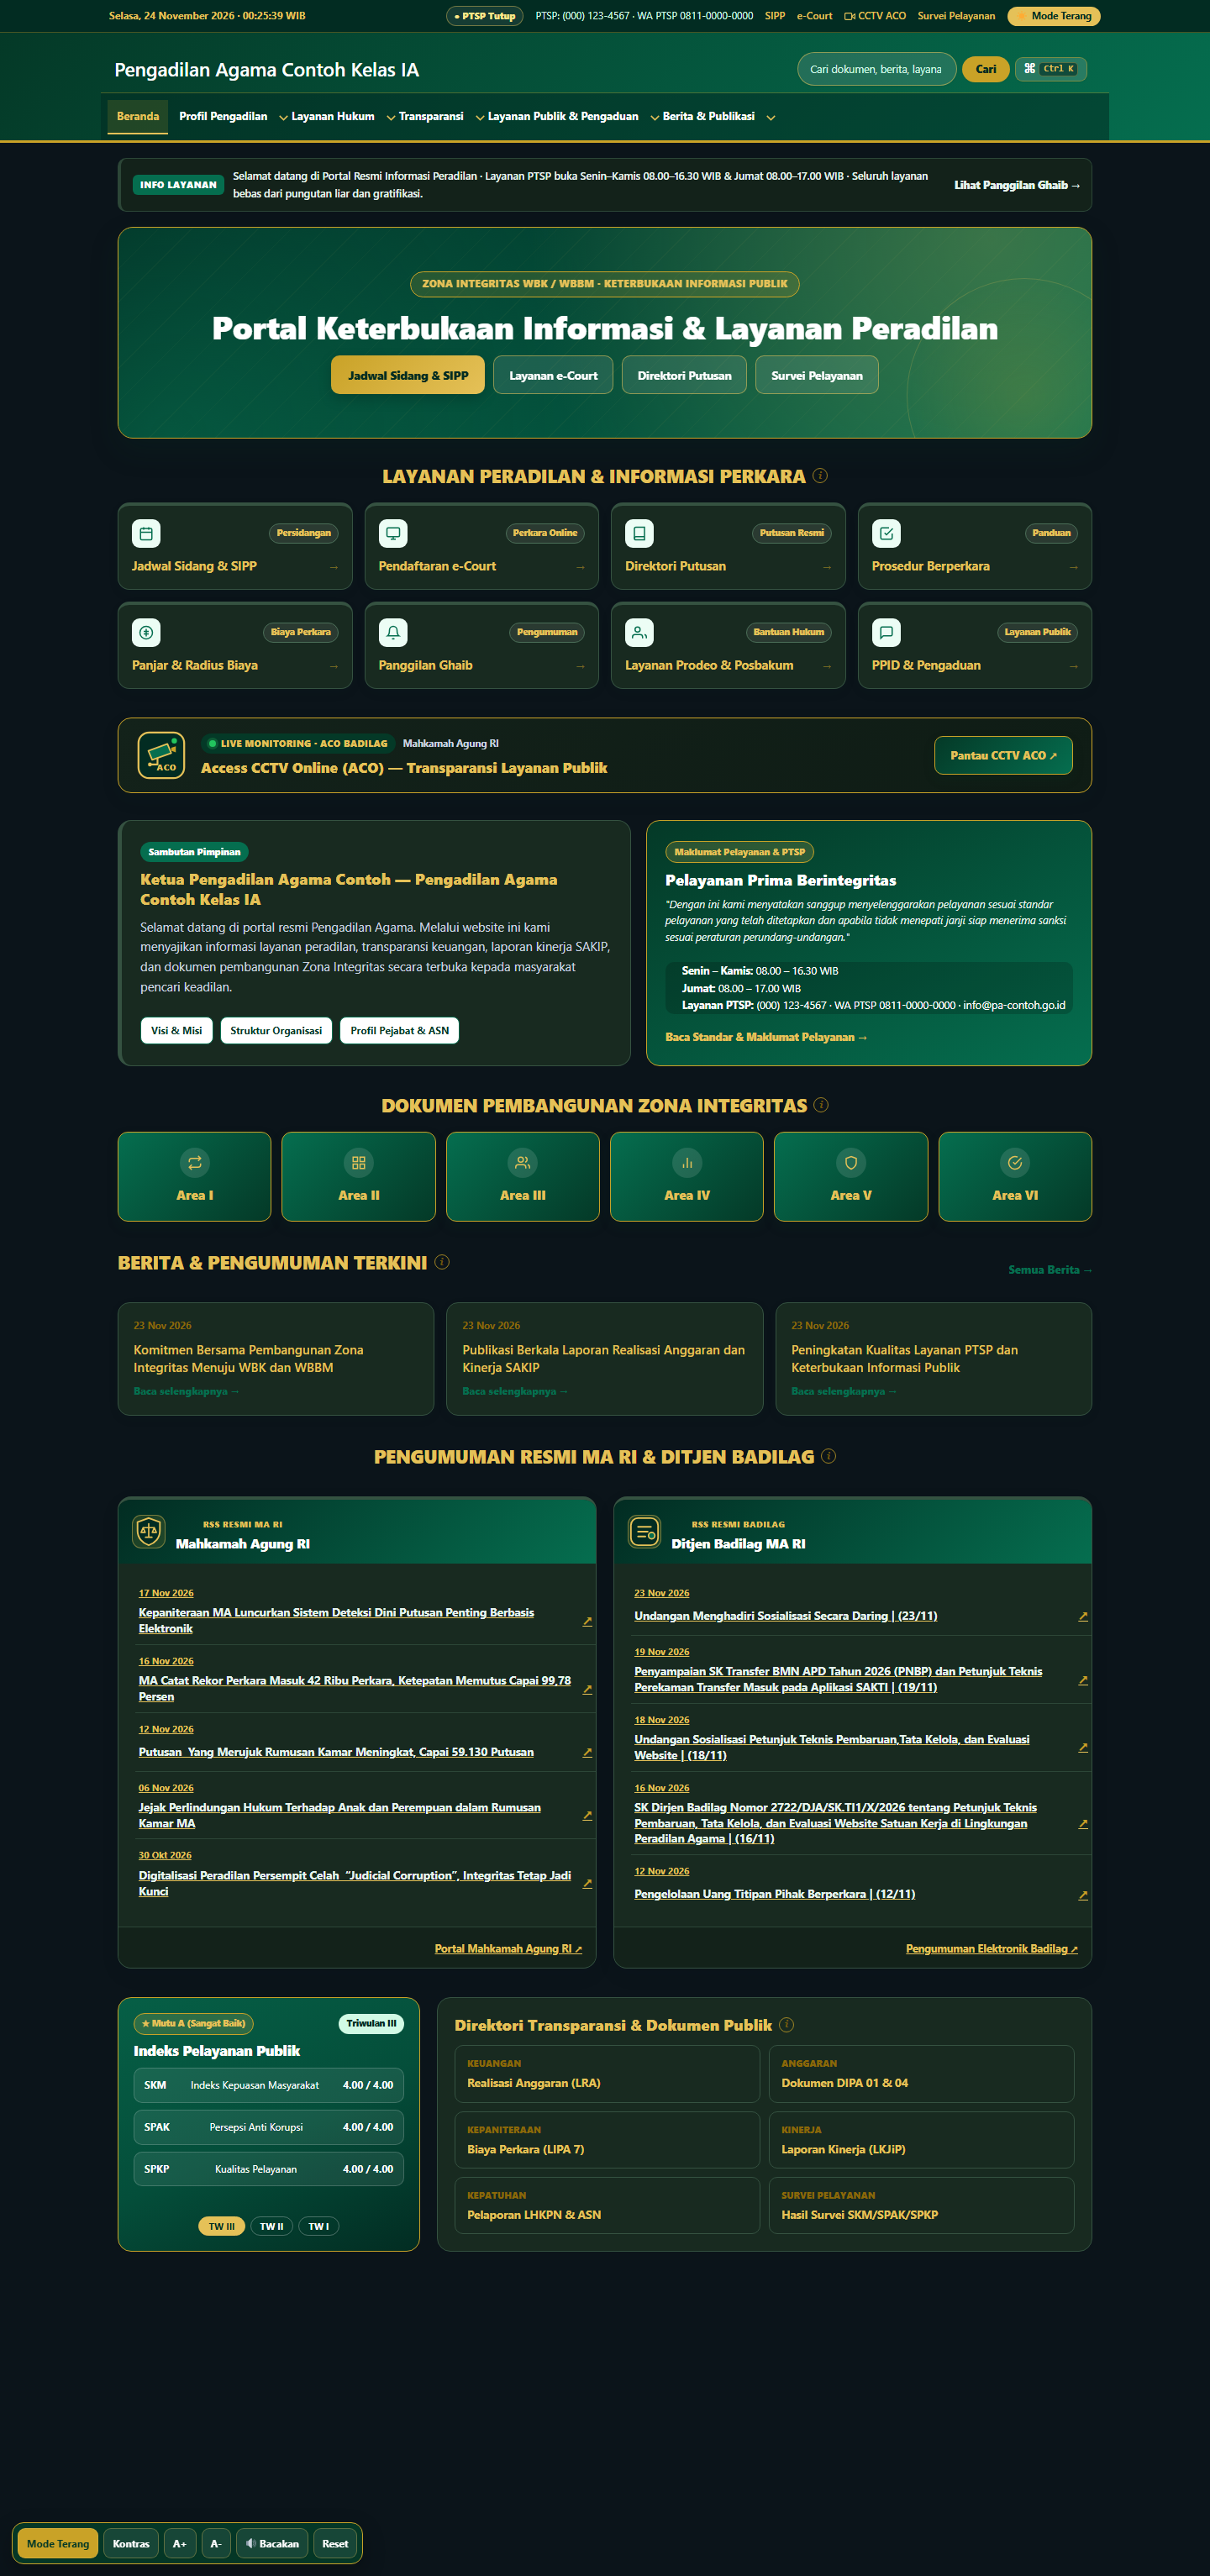 Selasa, 24 November 2026 · 00:25:39 WIB
● PTSP Tutup
PTSP: (000) 123-4567 · WA PTSP 0811-0000-0000
SIPP
e-Court
CCTV ACO
Survei Pelayanan
Mode Terang
Pengadilan Agama Contoh Kelas IA
Cari dokumen, berita, layana
Cari
⌘ Ctrl K
Beranda
Profil Pengadilan
Layanan Hukum
Transparansi
Layanan Publik & Pengaduan
Berita & Publikasi
INFO LAYANAN
Selamat datang di Portal Resmi Informasi Peradilan · Layanan PTSP buka Senin–Kamis 08.00–16.30 WIB & Jumat 08.00–17.00 WIB · Seluruh layanan
bebas dari pungutan liar dan gratifikasi.
Lihat Panggilan Ghaib →
ZONA INTEGRITAS WBK / WBBM · KETERBUKAAN INFORMASI PUBLIK
Portal Keterbukaan Informasi & Layanan Peradilan
Jadwal Sidang & SIPP
Layanan e-Court
Direktori Putusan
Survei Pelayanan
LAYANAN PERADILAN & INFORMASI PERKARA i
Persidangan
Jadwal Sidang & SIPP →
Perkara Online
Pendaftaran e-Court →
Putusan Resmi
Direktori Putusan →
Panduan
Prosedur Berperkara →
Biaya Perkara
Panjar & Radius Biaya →
Pengumuman
Panggilan Ghaib →
Bantuan Hukum
Layanan Prodeo & Posbakum →
Layanan Publik
PPID & Pengaduan →
ACO
LIVE MONITORING · ACO BADILAG
Mahkamah Agung RI
Access CCTV Online (ACO) — Transparansi Layanan Publik
Pantau CCTV ACO ↗
Sambutan Pimpinan
Ketua Pengadilan Agama Contoh — Pengadilan Agama
Contoh Kelas IA
Selamat datang di portal resmi Pengadilan Agama. Melalui website ini kami
menyajikan informasi layanan peradilan, transparansi keuangan, laporan kinerja SAKIP,
dan dokumen pembangunan Zona Integritas secara terbuka kepada masyarakat
pencari keadilan.
Visi & Misi
Struktur Organisasi
Profil Pejabat & ASN
Maklumat Pelayanan & PTSP
Pelayanan Prima Berintegritas
"Dengan ini kami menyatakan sanggup menyelenggarakan pelayanan sesuai standar
pelayanan yang telah ditetapkan dan apabila tidak menepati janji siap menerima sanksi
sesuai peraturan perundang-undangan."
Senin – Kamis: 08.00 – 16.30 WIB
Jumat: 08.00 – 17.00 WIB
Layanan PTSP: (000) 123-4567 · WA PTSP 0811-0000-0000 · info@pa-contoh.go.id
Baca Standar & Maklumat Pelayanan →
DOKUMEN PEMBANGUNAN ZONA INTEGRITAS i
Area I
Area II
Area III
Area IV
Area V
Area VI
BERITA & PENGUMUMAN TERKINI i
Semua Berita →
23 Nov 2026
Komitmen Bersama Pembangunan Zona
Integritas Menuju WBK dan WBBM
Baca selengkapnya →
23 Nov 2026
Publikasi Berkala Laporan Realisasi Anggaran dan
Kinerja SAKIP
Baca selengkapnya →
23 Nov 2026
Peningkatan Kualitas Layanan PTSP dan
Keterbukaan Informasi Publik
Baca selengkapnya →
PENGUMUMAN RESMI MA RI & DITJEN BADILAG i
RSS RESMI MA RI
Mahkamah Agung RI
17 Nov 2026
Kepaniteraan MA Luncurkan Sistem Deteksi Dini Putusan Penting Berbasis
Elektronik ↗
16 Nov 2026
MA Catat Rekor Perkara Masuk 42 Ribu Perkara, Ketepatan Memutus Capai 99,78
Persen ↗
12 Nov 2026
Putusan  Yang Merujuk Rumusan Kamar Meningkat, Capai 59.130 Putusan ↗
06 Nov 2026
Jejak Perlindungan Hukum Terhadap Anak dan Perempuan dalam Rumusan
Kamar MA ↗
30 Okt 2026
Digitalisasi Peradilan Persempit Celah  “Judicial Corruption”, Integritas Tetap Jadi
Kunci ↗
Portal Mahkamah Agung RI ↗
RSS RESMI BADILAG
Ditjen Badilag MA RI
23 Nov 2026
Undangan Menghadiri Sosialisasi Secara Daring | (23/11) ↗
19 Nov 2026
Penyampaian SK Transfer BMN APD Tahun 2026 (PNBP) dan Petunjuk Teknis
Perekaman Transfer Masuk pada Aplikasi SAKTI | (19/11) ↗
18 Nov 2026
Undangan Sosialisasi Petunjuk Teknis Pembaruan,Tata Kelola, dan Evaluasi
Website | (18/11) ↗
16 Nov 2026
SK Dirjen Badilag Nomor 2722/DJA/SK.TI1/X/2026 tentang Petunjuk Teknis
Pembaruan, Tata Kelola, dan Evaluasi Website Satuan Kerja di Lingkungan
Peradilan Agama | (16/11) ↗
12 Nov 2026
Pengelolaan Uang Titipan Pihak Berperkara | (12/11) ↗
Pengumuman Elektronik Badilag ↗
★ Mutu A (Sangat Baik)
Triwulan III
Indeks Pelayanan Publik
SKM Indeks Kepuasan Masyarakat 4.00 / 4.00
SPAK Persepsi Anti Korupsi 4.00 / 4.00
SPKP Kualitas Pelayanan 4.00 / 4.00
TW III
TW II
TW I
Direktori Transparansi & Dokumen Publik i
KEUANGAN
Realisasi Anggaran (LRA)
ANGGARAN
Dokumen DIPA 01 & 04
KEPANITERAAN
Biaya Perkara (LIPA 7)
KINERJA
Laporan Kinerja (LKJiP)
KEPATUHAN
Pelaporan LHKPN & ASN
SURVEI PELAYANAN
Hasil Survei SKM/SPAK/SPKP
Mode Terang
Kontras
A+
A-
🔊 Bacakan
Reset